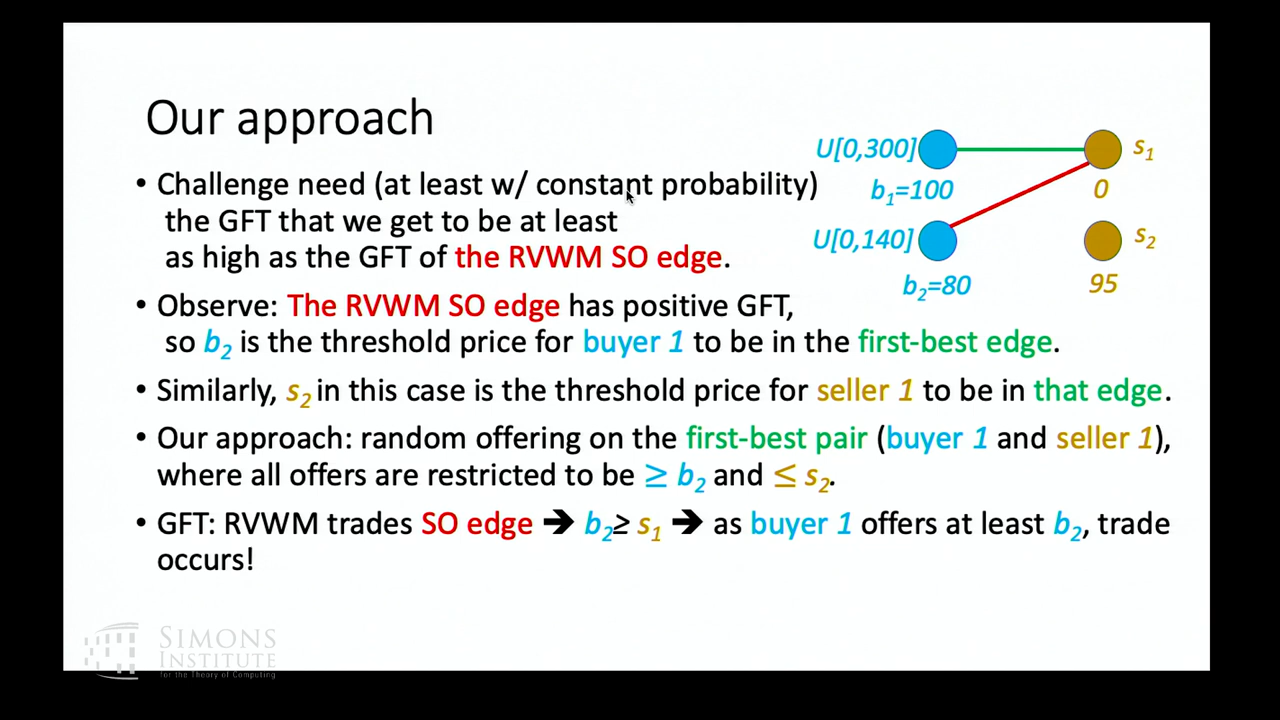 Our approach
• Challenge need (at least w/ constant probability)
the GFT that we get to be at least
as high as the GFT of the RVWM SO edge.
• Observe: The RVWM SO edge has positive GFT,
so b₂ is the threshold price for buyer 1 to be in the first-best edge.
• Similarly, s₂ in this case is the threshold price for seller 1 to be in that edge.
• Our approach: random offering on the first-best pair (buyer 1 and seller 1),
where all offers are restricted to be ≥ b₂ and ≤ s₂.
• GFT: RVWM trades SO edge ➔ b₂≥ s₁ ➔ as buyer 1 offers at least b₂, trade
occurs!
U[0,300]
s₁
b₁=100
0
U[0,140]
s₂
b₂=80
95
SIMONS
INSTITUTE
for the Theory of Computing